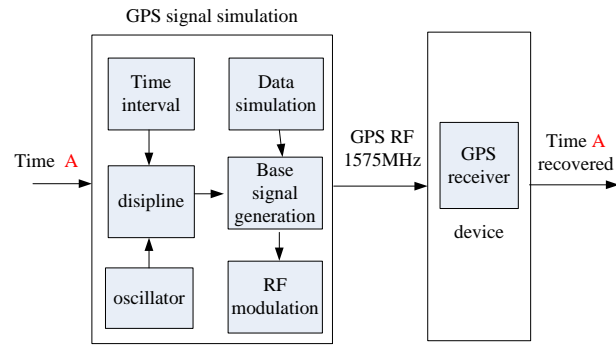 GPS signal simulation
Time
interval
Data
simulation
Time A
disipline
Base
signal
generation
oscillator
RF
modulation
GPS RF
1575MHz
GPS
receiver
device
Time A
recovered